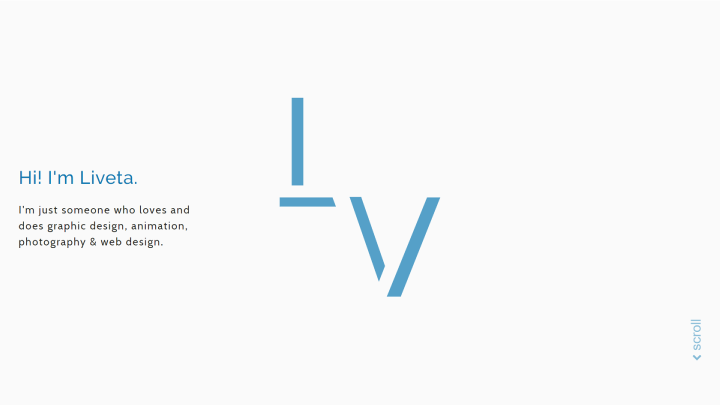 Hi! I'm Liveta.
I'm just someone who loves and
does graphic design, animation,
photography & web design.
LV
scroll